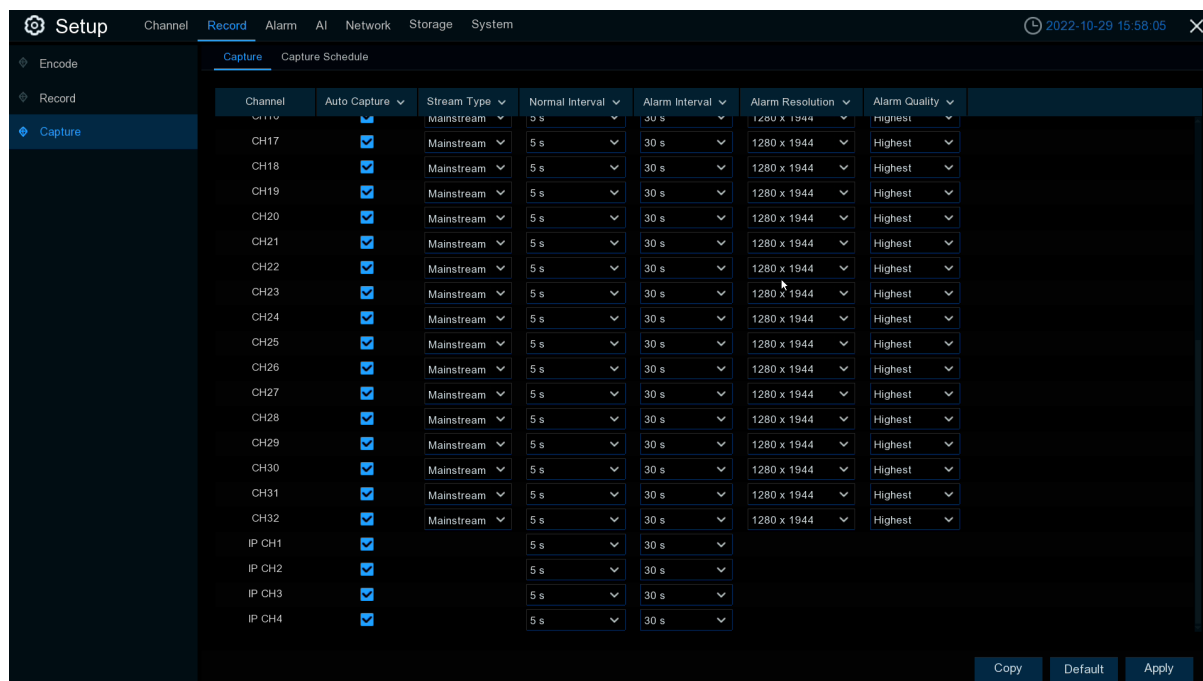 Setup Channel Record Alarm AI Network Storage System 2022-10-29 15:58:05
Encode
Record
Capture
Capture Capture Schedule
Channel Auto Capture Stream Type Normal Interval Alarm Interval Alarm Resolution Alarm Quality
CH16 Mainstream 5 s 30 s 1280 x 1944 Highest
CH17 Mainstream 5 s 30 s 1280 x 1944 Highest
CH18 Mainstream 5 s 30 s 1280 x 1944 Highest
CH19 Mainstream 5 s 30 s 1280 x 1944 Highest
CH20 Mainstream 5 s 30 s 1280 x 1944 Highest
CH21 Mainstream 5 s 30 s 1280 x 1944 Highest
CH22 Mainstream 5 s 30 s 1280 x 1944 Highest
CH23 Mainstream 5 s 30 s 1280 x 1944 Highest
CH24 Mainstream 5 s 30 s 1280 x 1944 Highest
CH25 Mainstream 5 s 30 s 1280 x 1944 Highest
CH26 Mainstream 5 s 30 s 1280 x 1944 Highest
CH27 Mainstream 5 s 30 s 1280 x 1944 Highest
CH28 Mainstream 5 s 30 s 1280 x 1944 Highest
CH29 Mainstream 5 s 30 s 1280 x 1944 Highest
CH30 Mainstream 5 s 30 s 1280 x 1944 Highest
CH31 Mainstream 5 s 30 s 1280 x 1944 Highest
CH32 Mainstream 5 s 30 s 1280 x 1944 Highest
IP CH1 5 s 30 s
IP CH2 5 s 30 s
IP CH3 5 s 30 s
IP CH4 5 s 30 s
Copy Default Apply